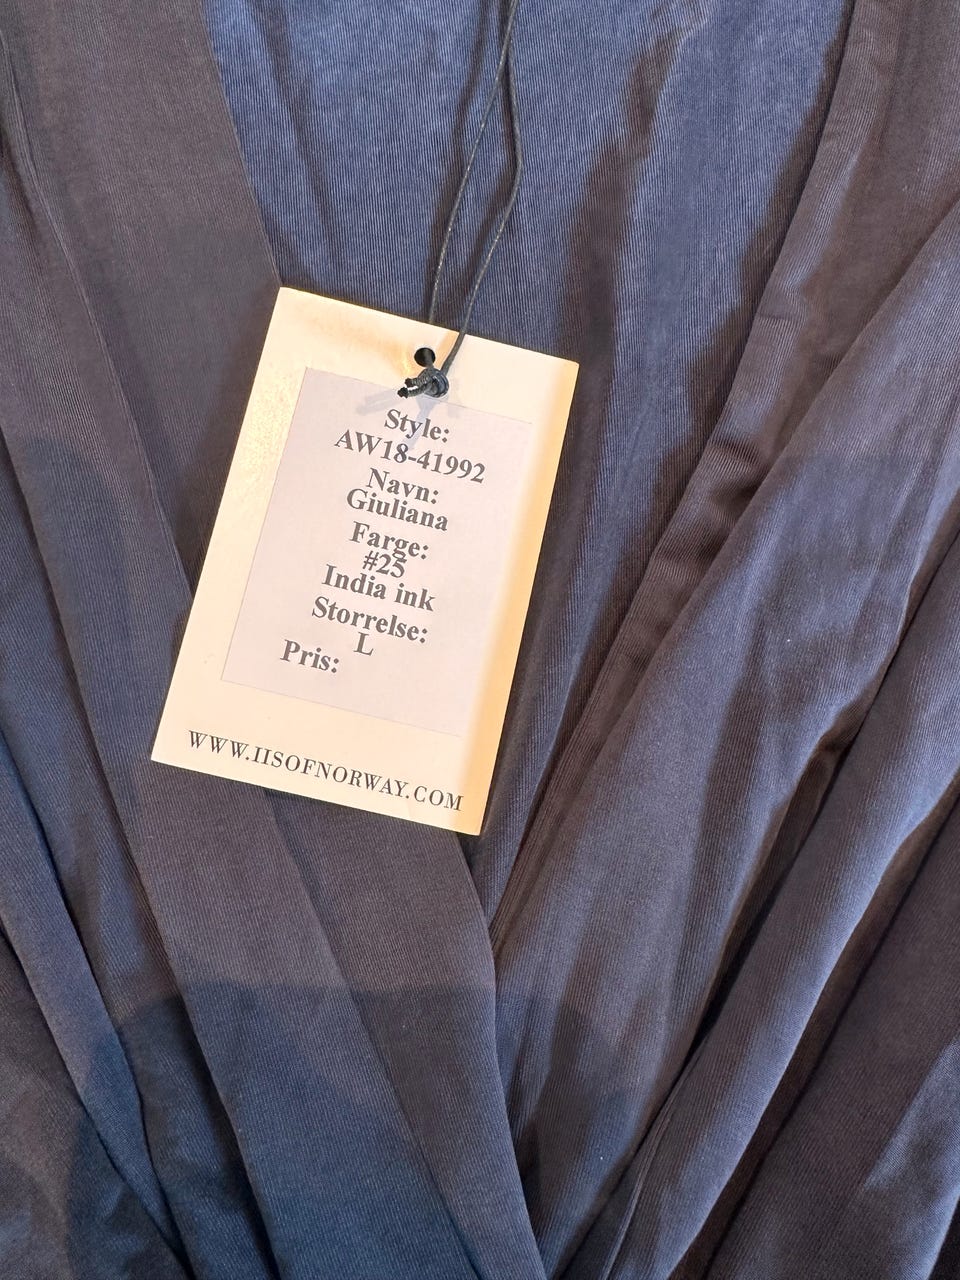 Style:
AW18-41992
Navn:
Giuliana
Farge:
#25
India ink
Storrelse:
L
Pris:
WWW.IISOFNORWAY.COM